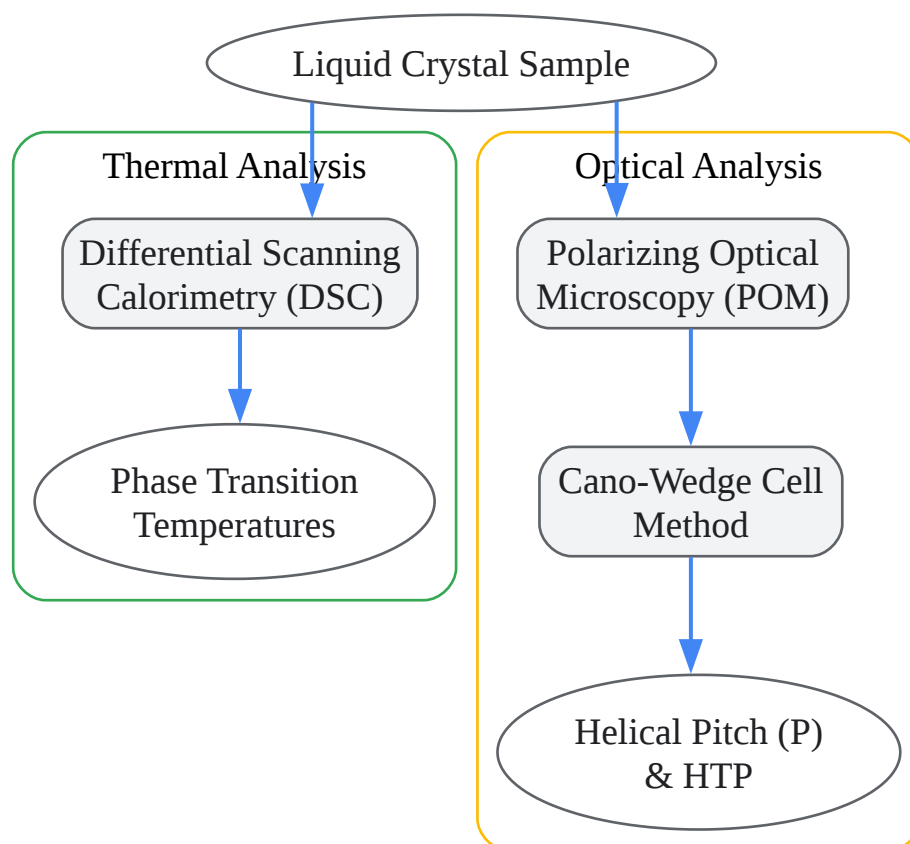 Liquid Crystal Sample
Thermal Analysis
Differential Scanning
Calorimetry (DSC)
Phase Transition
Temperatures
Optical Analysis
Polarizing Optical
Microscopy (POM)
Cano-Wedge Cell
Method
Helical Pitch (P)
& HTP